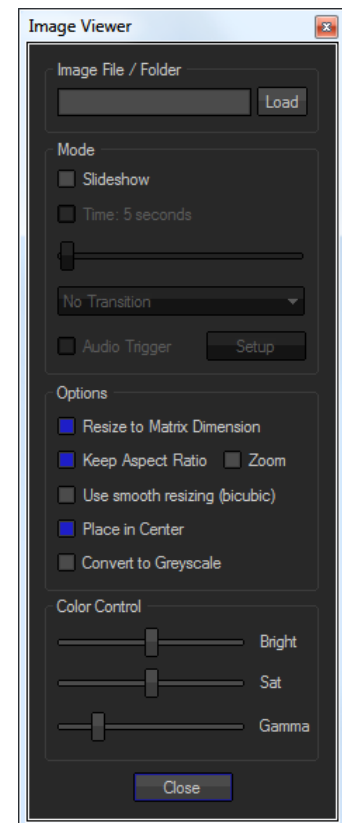 Image Viewer
Image File / Folder
Load
Mode
Slideshow
Time: 5 seconds
No Transition
Audio Trigger Setup
Options
Resize to Matrix Dimension
Keep Aspect Ratio Zoom
Use smooth resizing (bicubic)
Place in Center
Convert to Greyscale
Color Control
Bright
Sat
Gamma
Close